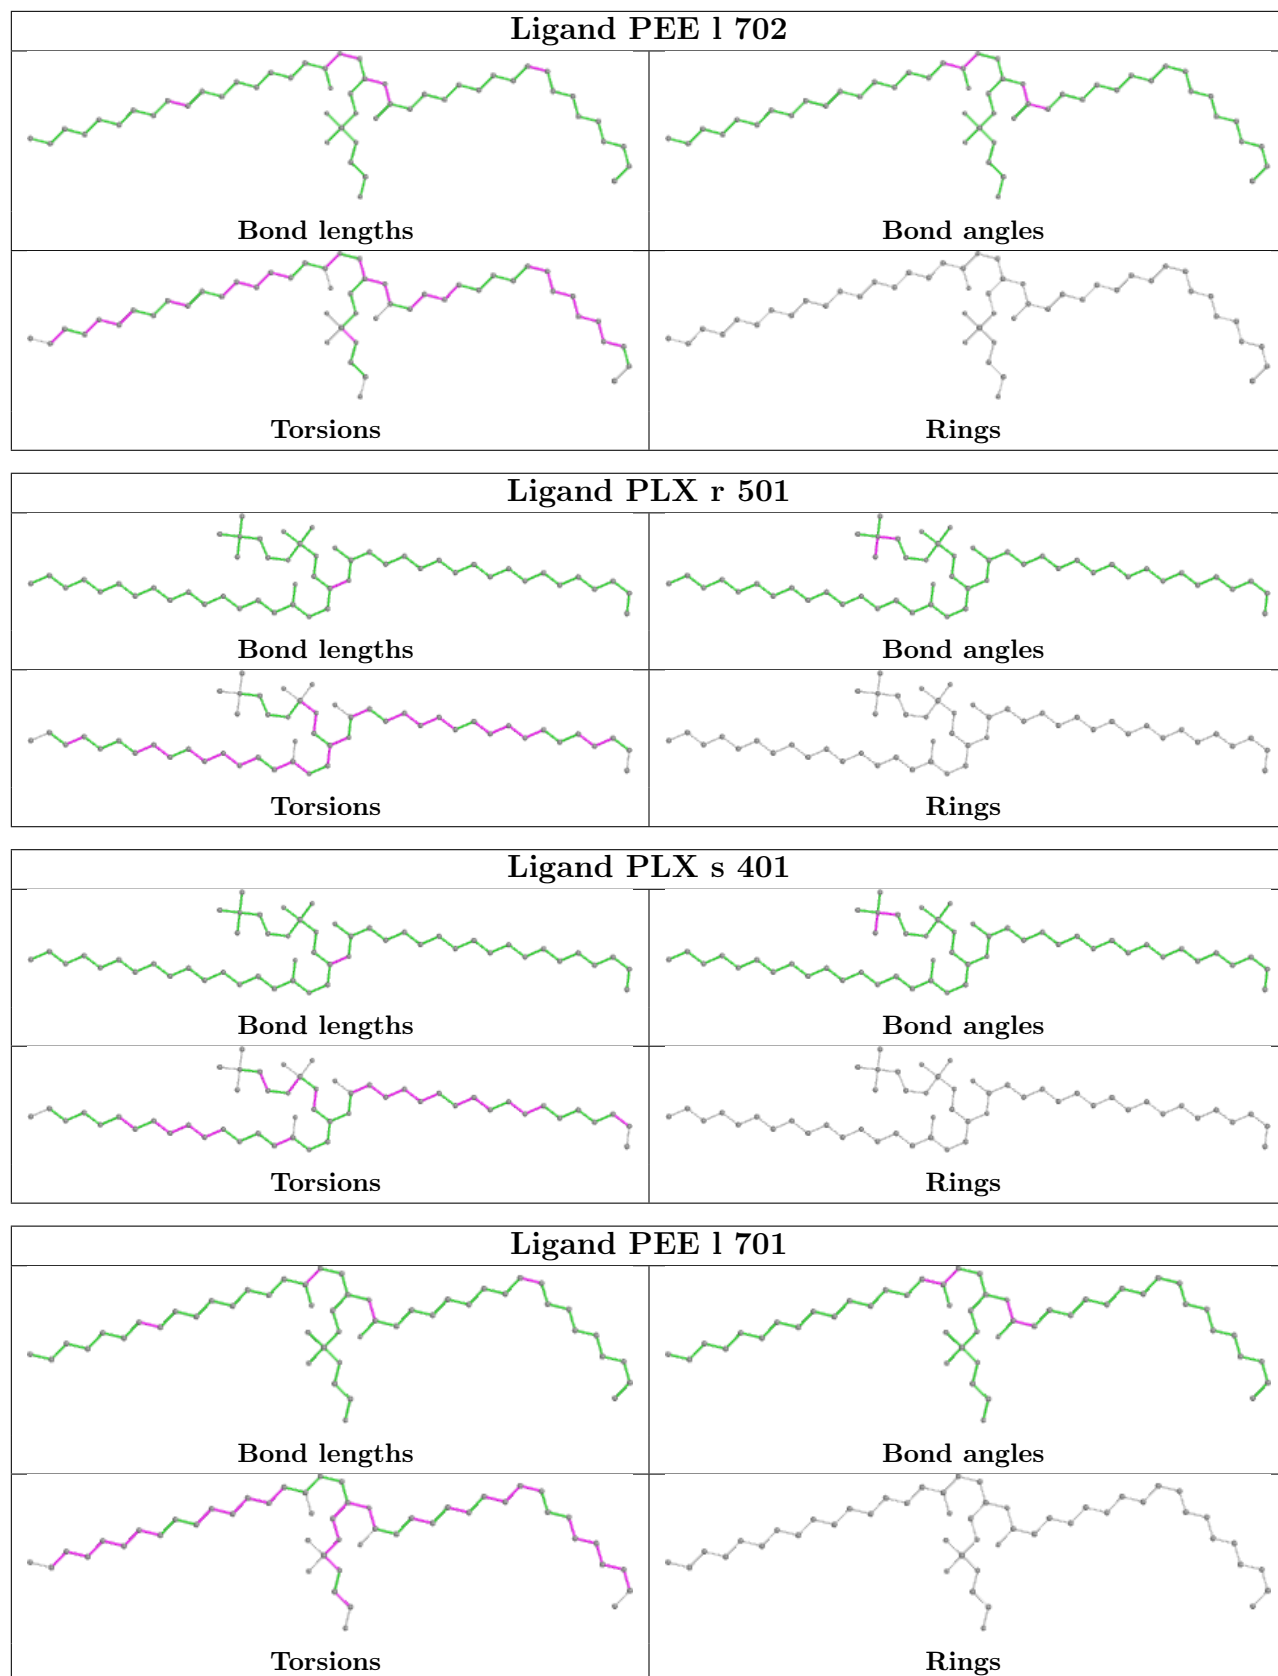 Ligand PEE l 702
Bond lengths
Bond angles
Torsions
Rings
Ligand PLX r 501
Bond lengths
Bond angles
Torsions
Rings
Ligand PLX s 401
Bond lengths
Bond angles
Torsions
Rings
Ligand PEE l 701
Bond lengths
Bond angles
Torsions
Rings